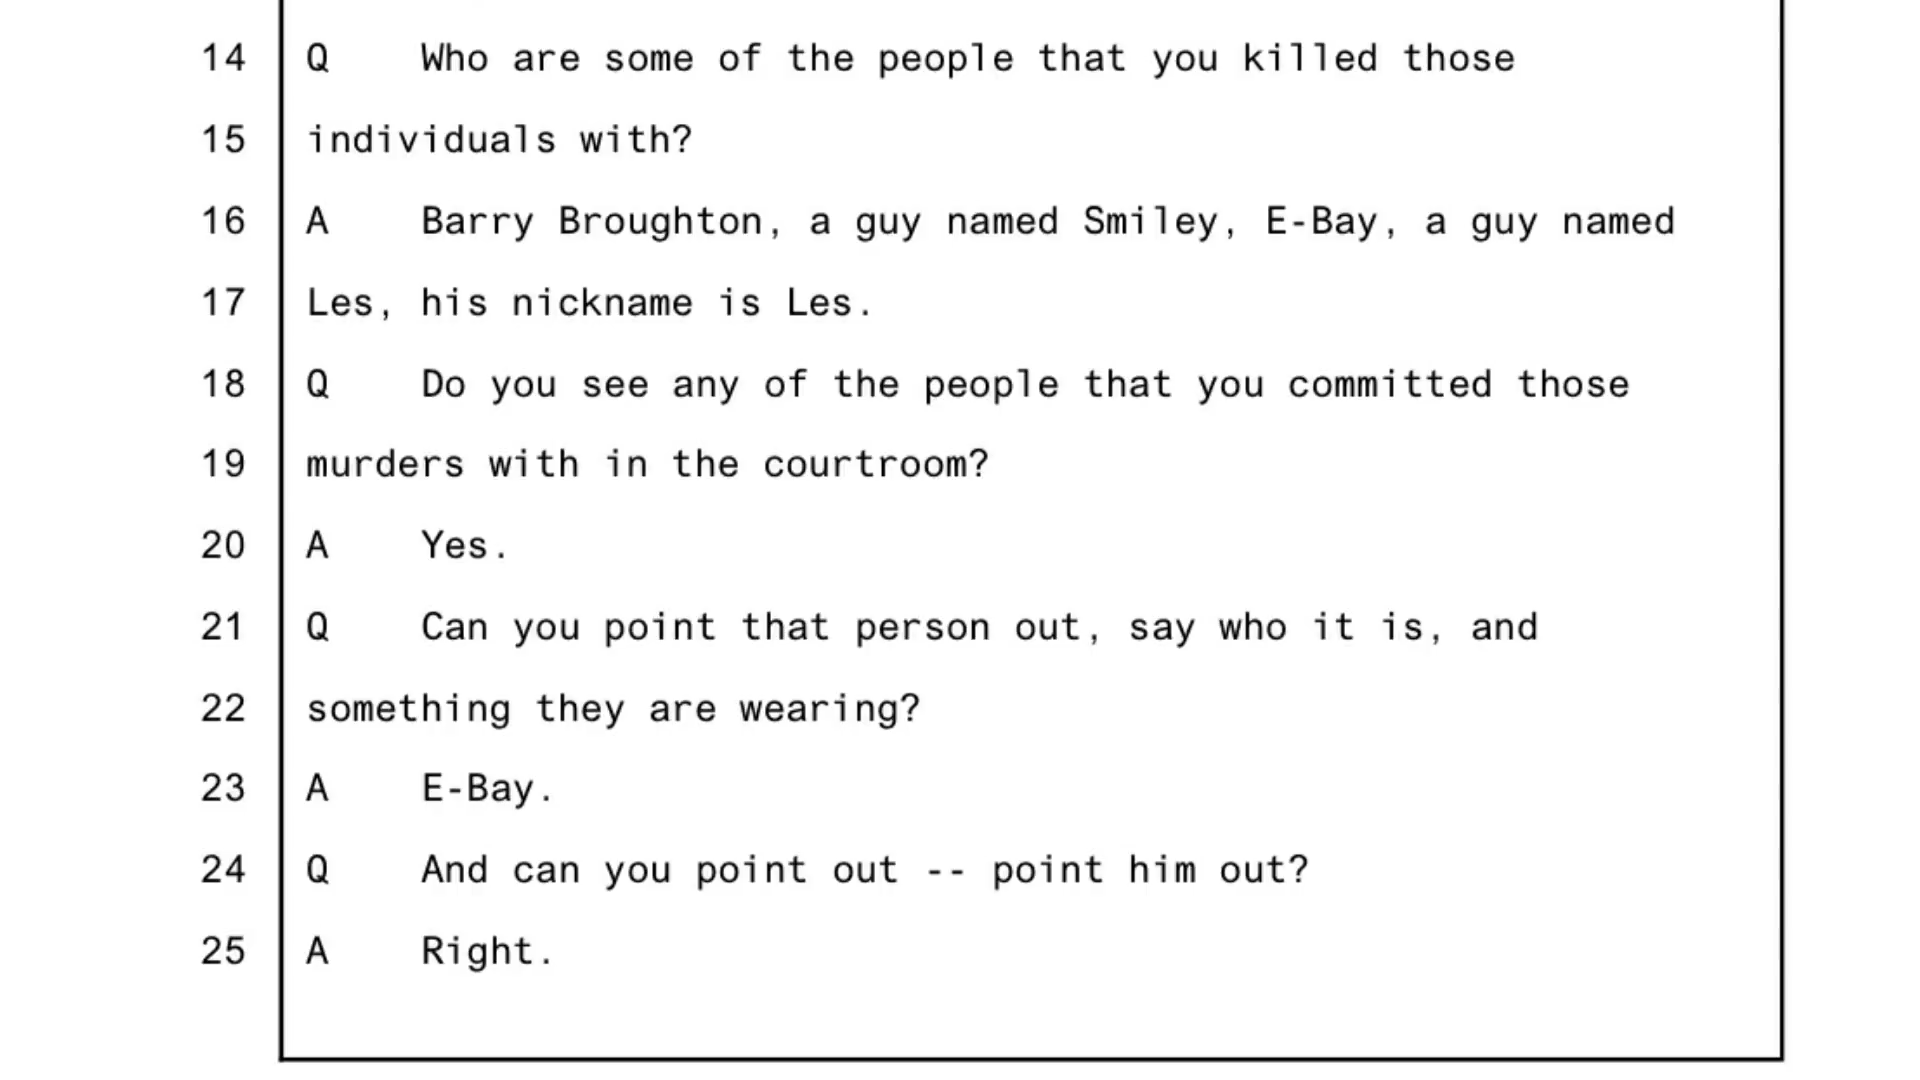 14 Q Who are some of the people that you killed those
15 individuals with?
16 A Barry Broughton, a guy named Smiley, E-Bay, a guy named
17 Les, his nickname is Les.
18 Q Do you see any of the people that you committed those
19 murders with in the courtroom?
20 A Yes.
21 Q Can you point that person out, say who it is, and
22 something they are wearing?
23 A E-Bay.
24 Q And can you point out -- point him out?
25 A Right.